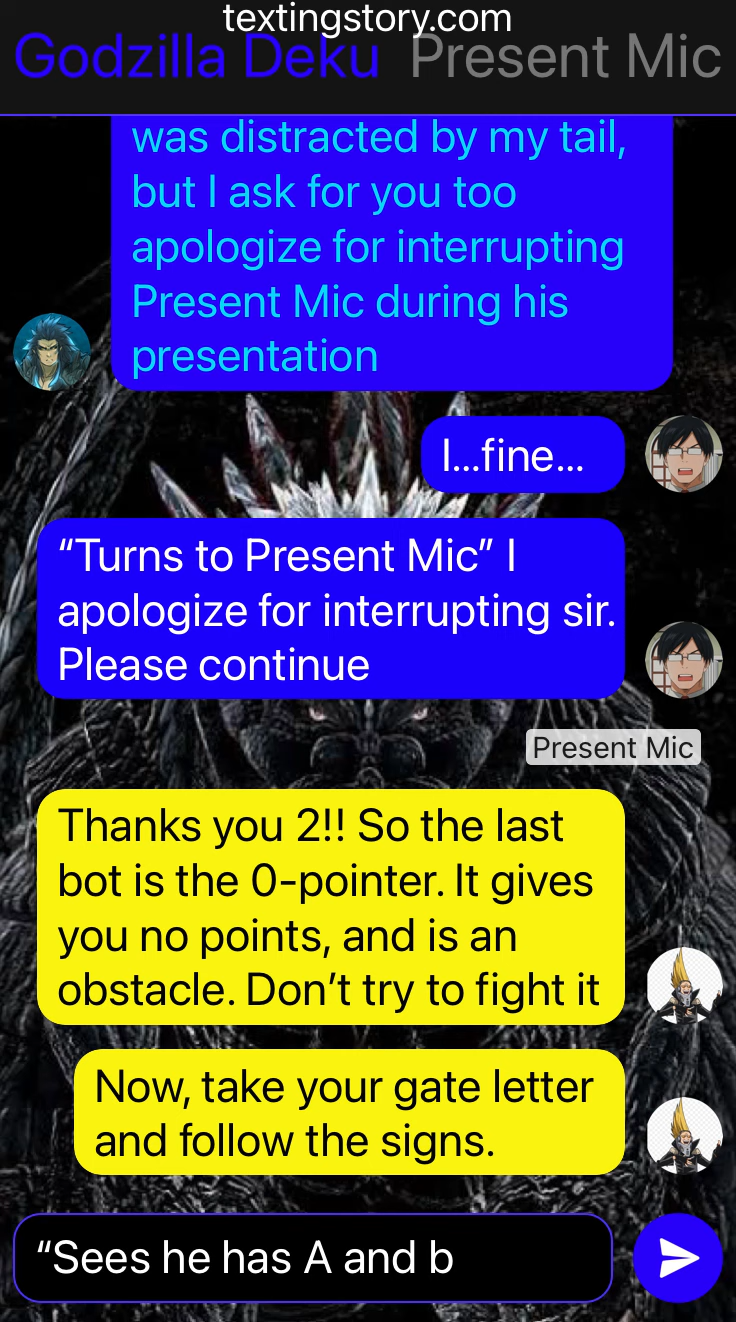 textingstory.com
Godzilla Deku Present Mic
was distracted by my tail,
but I ask for you too
apologize for interrupting
Present Mic during his
presentation
I...fine...
“Turns to Present Mic” I
apologize for interrupting sir.
Please continue
Present Mic
Thanks you 2!! So the last
bot is the 0-pointer. It gives
you no points, and is an
obstacle. Don’t try to fight it
Now, take your gate letter
and follow the signs.
“Sees he has A and b